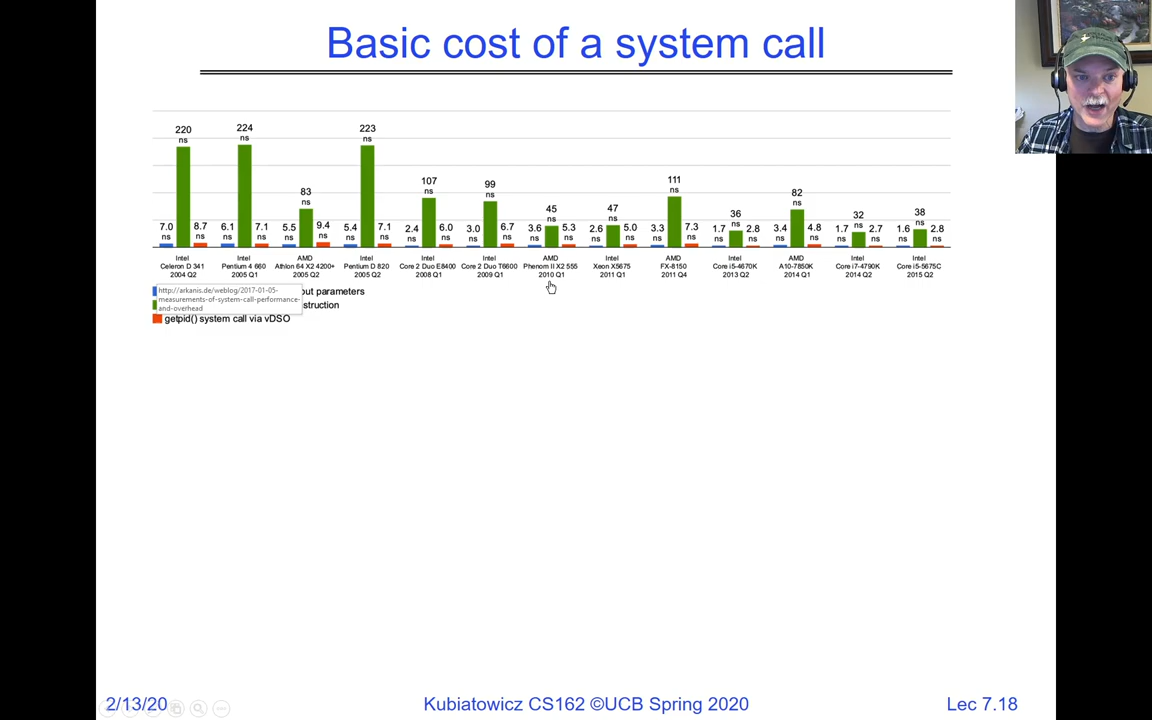 Basic cost of a system call
220 ns
224 ns
223 ns
83 ns
107 ns
99 ns
45 ns
47 ns
111 ns
36 ns
82 ns
32 ns
38 ns
7.0 ns 8.7 ns 6.1 ns 7.1 ns 5.5 ns 9.4 ns 5.4 ns 7.1 ns 2.4 ns 6.0 ns 3.0 ns 6.7 ns 3.6 ns 5.3 ns 2.6 ns 5.0 ns 3.3 ns 7.3 ns 1.7 ns 2.8 ns 3.4 ns 4.8 ns 1.7 ns 2.7 ns 1.6 ns 2.8 ns
Intel
Celeron D 341
2004 Q2
Intel
Pentium 4 660
2005 Q1
AMD
Athlon 64 X2 4200+
2005 Q2
Intel
Pentium D 820
2005 Q2
Intel
Core 2 Duo E8400
2008 Q1
Intel
Core 2 Duo T6600
2009 Q1
AMD
Phenom II X2 555
2010 Q1
Intel
Xeon X5675
2011 Q1
AMD
FX-8150
2011 Q4
Intel
Core i5-4670K
2013 Q2
AMD
A10-7850K
2014 Q1
Intel
Core i7-4790K
2014 Q2
Intel
Core i5-5675C
2015 Q2
http://arkanis.de/weblog/2017-01-05-
measurements-of-system-call-performance-
and-overhead
out parameters
struction
getpid() system call via vDSO
2/13/20
Kubiatowicz CS162 ©UCB Spring 2020
Lec 7.18